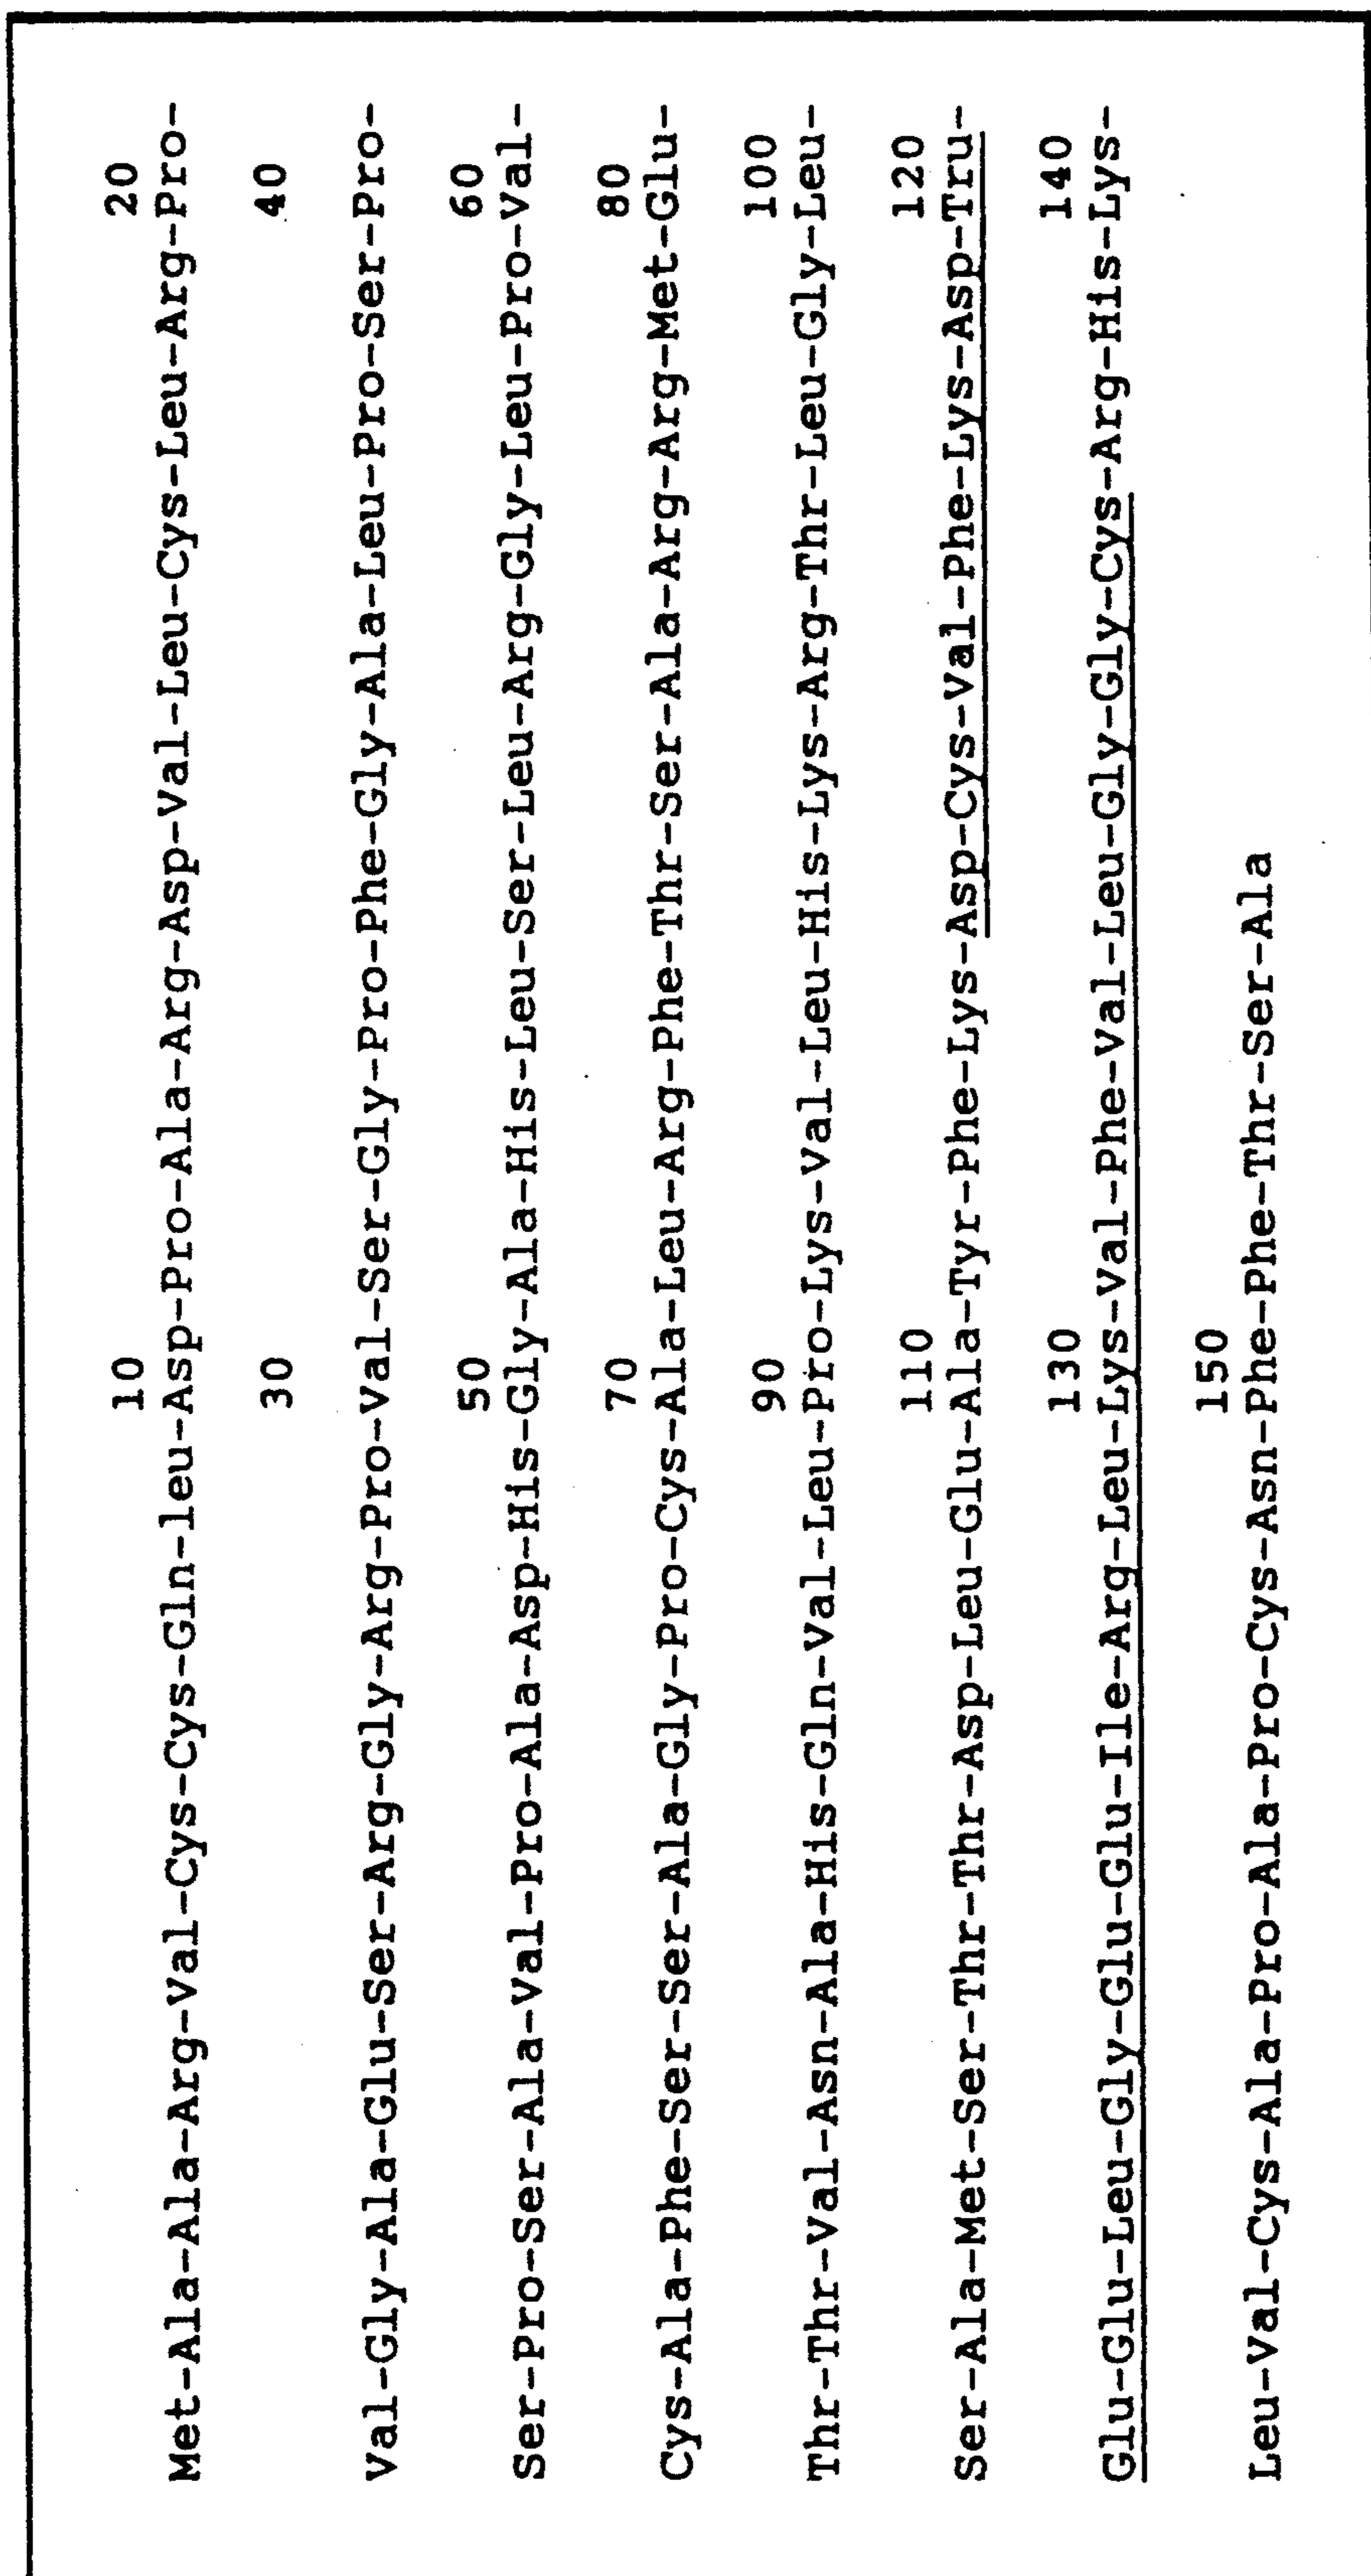 10 20
Met-Ala-Ala-Arg-Val-Cys-Cys-Gln-leu-Asp-Pro-Ala-Arg-Asp-Val-Leu-Cys-Leu-Arg-Pro-
30 40
Val-Gly-Ala-Glu-Ser-Arg-Gly-Arg-Pro-Val-Ser-Gly-Pro-Phe-Gly-Ala-Leu-Pro-Ser-Pro-
50 60
Ser-Pro-Ser-Ala-Val-Pro-Ala-Asp-His-Gly-Ala-His-Leu-Ser-Leu-Arg-Gly-Leu-Pro-Val-
70 80
Cys-Ala-Phe-Ser-Ser-Ala-Gly-Pro-Cys-Ala-Leu-Arg-Phe-Thr-Ser-Ala-Arg-Arg-Met-Glu-
90 100
Thr-Thr-Val-Asn-Ala-His-Gln-Val-Leu-Pro-Lys-Val-Leu-His-Lys-Arg-Thr-Leu-Gly-Leu-
110 120
Ser-Ala-Met-Ser-Thr-Thr-Asp-Leu-Glu-Ala-Tyr-Phe-Lys-Asp-Cys-Val-Phe-Lys-Asp-Tru-
130 140
Glu-Glu-Leu-Gly-Glu-Glu-Ile-Arg-Leu-Lys-Val-Phe-Val-Leu-Gly-Gly-Cys-Arg-His-Lys-
150
Leu-Val-Cys-Ala-Pro-Ala-Pro-Cys-Asn-Phe-Phe-Thr-Ser-Ala